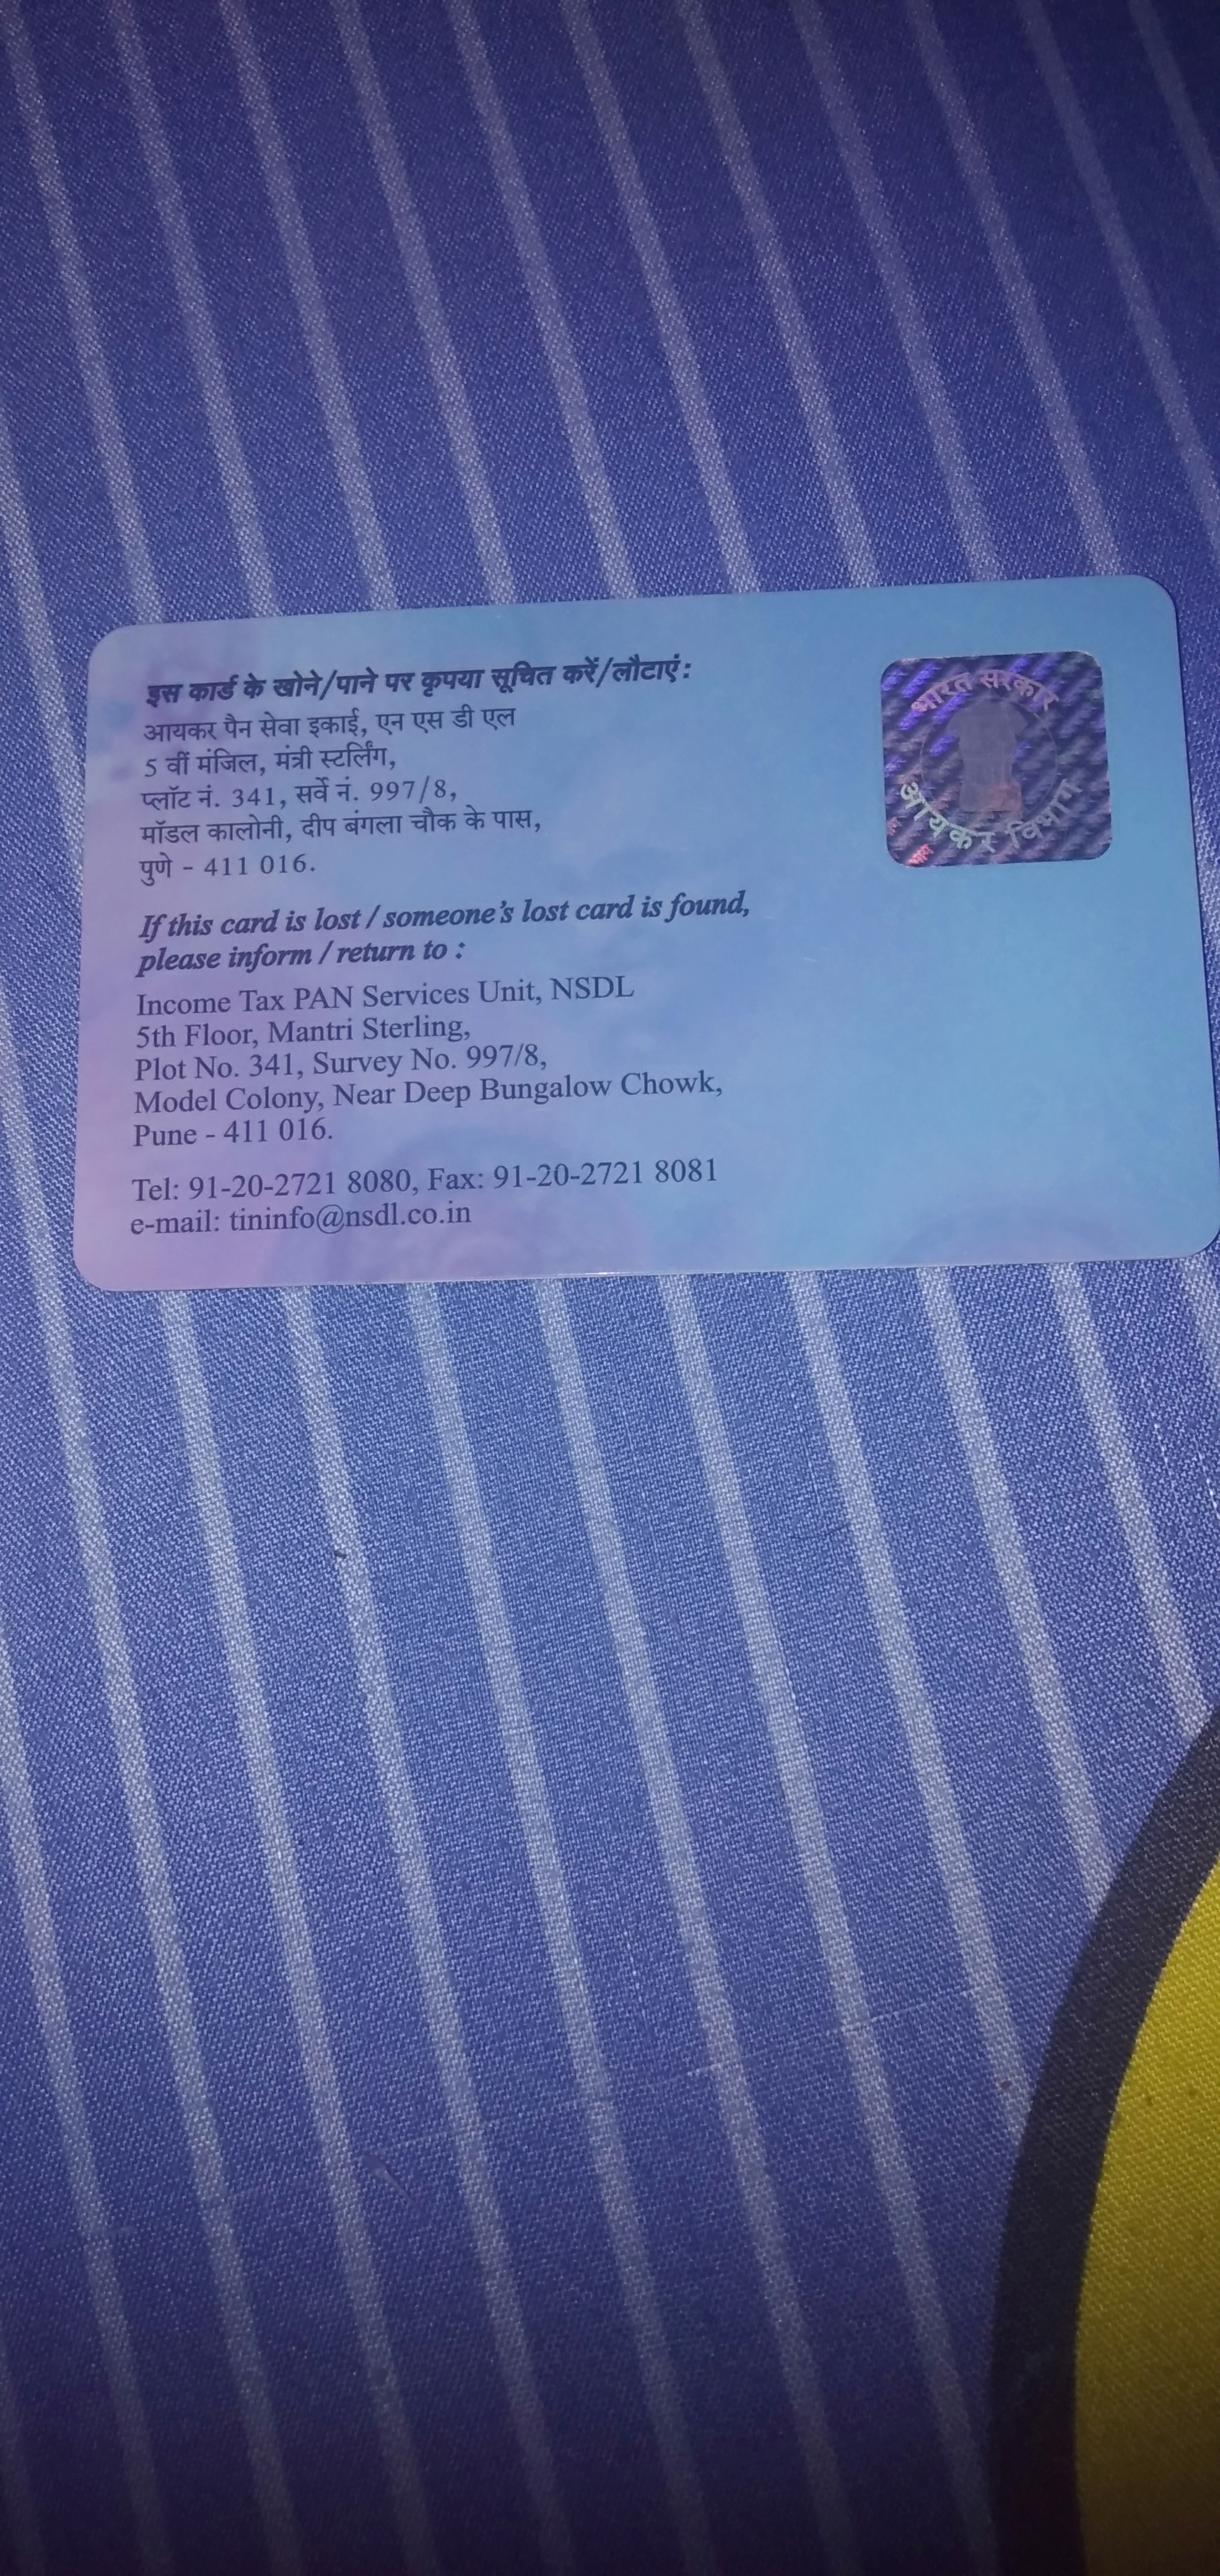 इस कार्ड के खोने/पाने पर कृपया सूचित करें/लौटाएं:
आयकर पैन सेवा इकाई, एन एस डी एल
5 वीं मंजिल, मंत्री स्टर्लिंग,
प्लॉट नं. 341, सर्वे नं. 997/8,
मॉडल कालोनी, दीप बंगला चौक के पास,
पुणे - 411 016.
If this card is lost / someone's lost card is found,
please inform / return to :
Income Tax PAN Services Unit, NSDL
5th Floor, Mantri Sterling,
Plot No. 341, Survey No. 997/8,
Model Colony, Near Deep Bungalow Chowk,
Pune - 411 016.
Tel: 91-20-2721 8080, Fax: 91-20-2721 8081
e-mail: tininfo@nsdl.co.in
भारत सरकार
आयकर विभाग